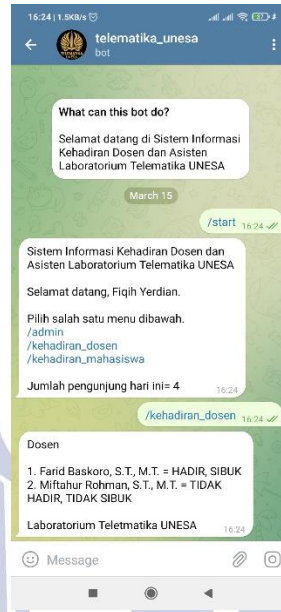 16:24 | 1.5KB/s
87
telematika_unesa
bot
What can this bot do?
Selamat datang di Sistem Informasi
Kehadiran Dosen dan Asisten
Laboratorium Telematika UNESA
March 15
/start 16:24
Sistem Informasi Kehadiran Dosen dan
Asisten Laboratorium Telematika UNESA
Selamat datang, Fiqih Yerdian.
Pilih salah satu menu dibawah.
/admin
/kehadiran_dosen
/kehadiran_mahasiswa
Jumlah pengunjung hari ini= 4 16:24
/kehadiran_dosen 16:24
Dosen
1. Farid Baskoro, S.T., M.T. = HADIR, SIBUK
2. Miftahur Rohman, S.T., M.T. = TIDAK
HADIR, TIDAK SIBUK
Laboratorium Teletmatika UNESA 16:24
Message